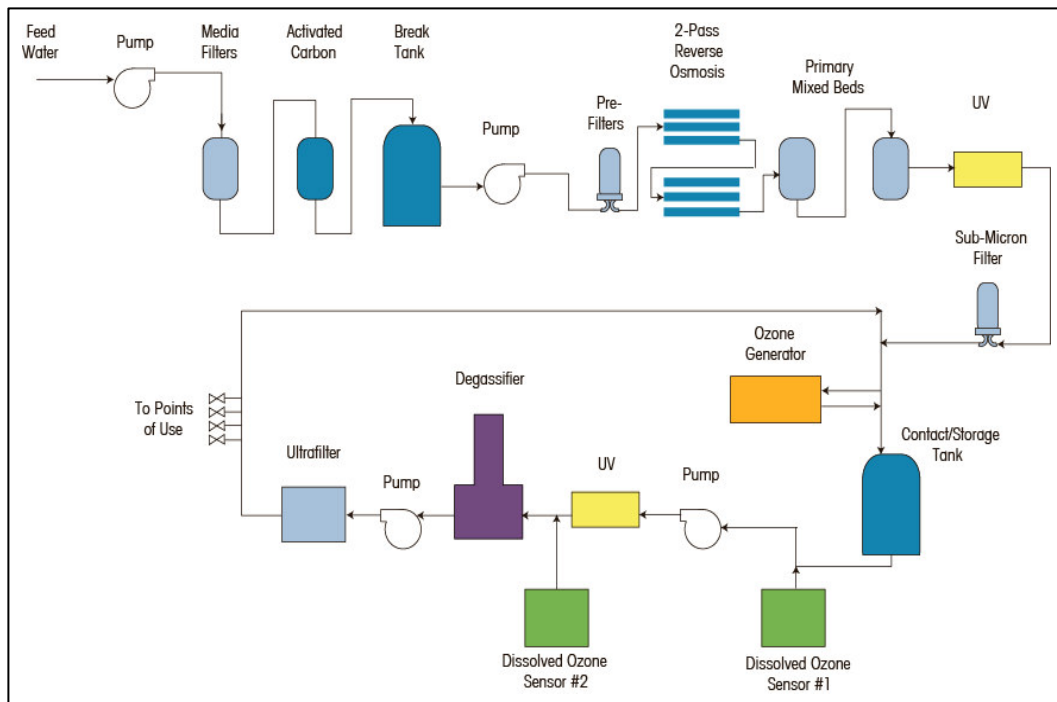 Feed
Water
Pump
Media
Filters
Activated
Carbon
Break
Tank
Pump
Pre-
Filters
2-Pass
Reverse
Osmosis
Primary
Mixed Beds
UV
Sub-Micron
Filter
Ozone
Generator
Contact/Storage
Tank
To Points
of Use
Ultrafilter
Pump
Degassifier
UV
Pump
Dissolved Ozone
Sensor #2
Dissolved Ozone
Sensor #1